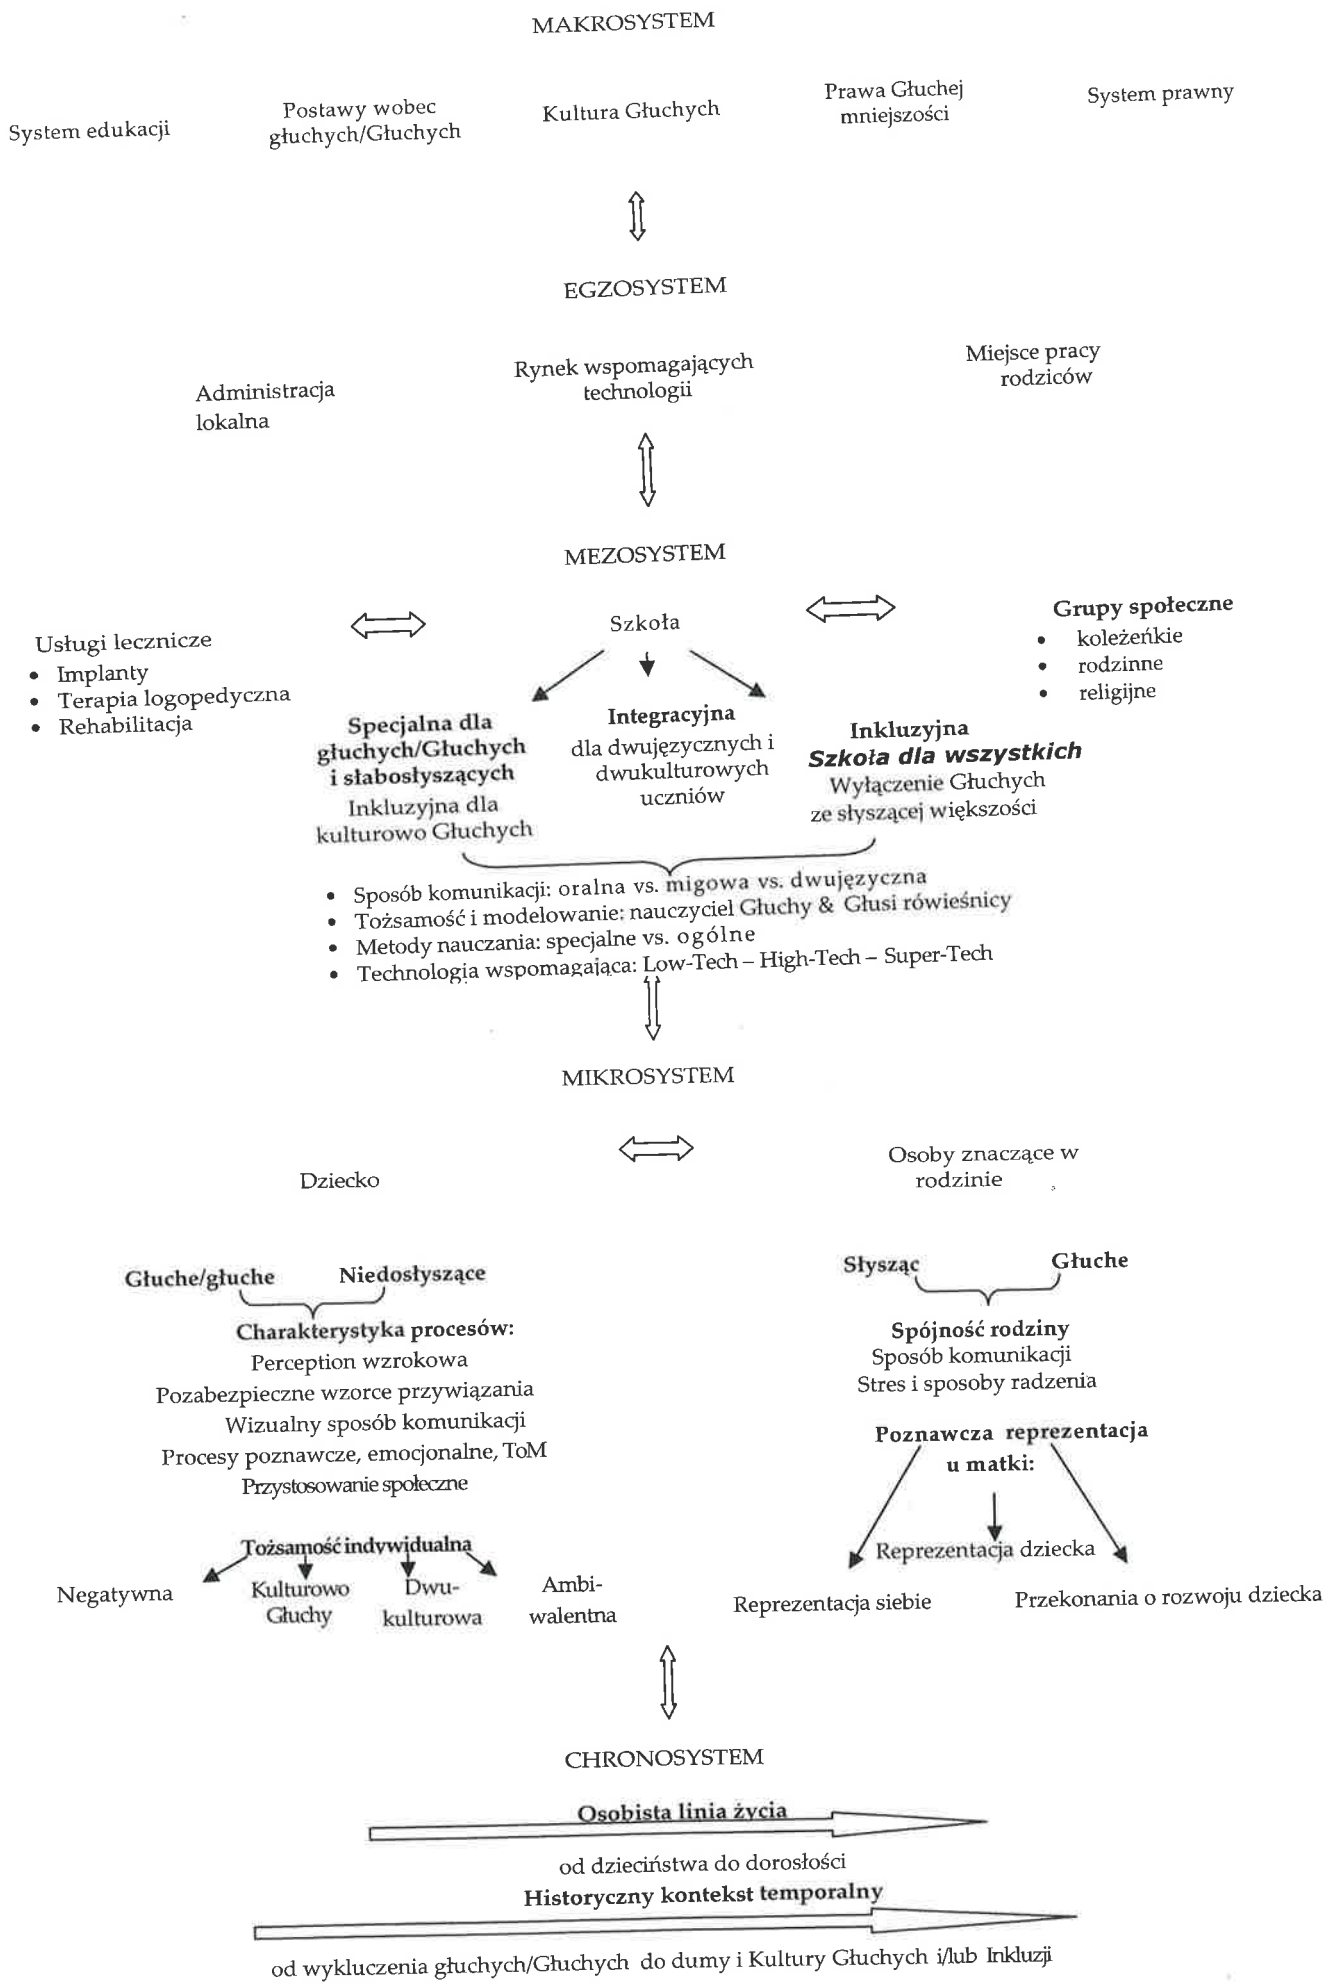 MAKROSYSTEM
System edukacji
Postawy wobec
głuchych/Głuchych
Kultura Głuchych
Prawa Głuchej
mniejszości
System prawny
EGZOSYSTEM
Administracja
lokalna
Rynek wspomagających
technologii
Miejsce pracy
rodziców
MEZOSYSTEM
Usługi lecznicze
• Implanty
• Terapia logopedyczna
• Rehabilitacja
Szkoła
Grupy społeczne
• koleżeńkie
• rodzinne
• religijne
Specjalna dla
głuchych/Głuchych
i słabosłyszących
Inkluzyjna dla
kulturowo Głuchych
Integracyjna
dla dwujęzycznych i
dwukulturowych
uczniów
Inkluzyjna
Szkoła dla wszystkich
Wyłączenie Głuchych
ze słyszącej większości
• Sposób komunikacji: oralna vs. migowa vs. dwujęzyczna
• Tożsamość i modelowanie: nauczyciel Głuchy & Głusi rówieśnicy
• Metody nauczania: specjalne vs. ogólne
• Technologia wspomagająca: Low-Tech – High-Tech – Super-Tech
MIKROSYSTEM
Dziecko
Osoby znaczące w
rodzinie
Głuche/głuche
Niedosłyszące
Charakterystyka procesów:
Perception wzrokowa
Pozabezpieczne wzorce przywiązania
Wizualny sposób komunikacji
Procesy poznawcze, emocjonalne, ToM
Przystosowanie społeczne
Tożsamość indywidualna
Negatywna
Kulturowo
Głuchy
Dwu-
kulturowa
Ambi-
walentna
Słysząc
Głuche
Spójność rodziny
Sposób komunikacji
Stres i sposoby radzenia
Poznawcza reprezentacja
u matki:
Reprezentacja dziecka
Reprezentacja siebie
Przekonania o rozwoju dziecka
CHRONOSYSTEM
Osobista linia życia
od dzieciństwa do dorosłości
Historyczny kontekst temporalny
od wykluczenia głuchych/Głuchych do dumy i Kultury Głuchych i/lub Inkluzji